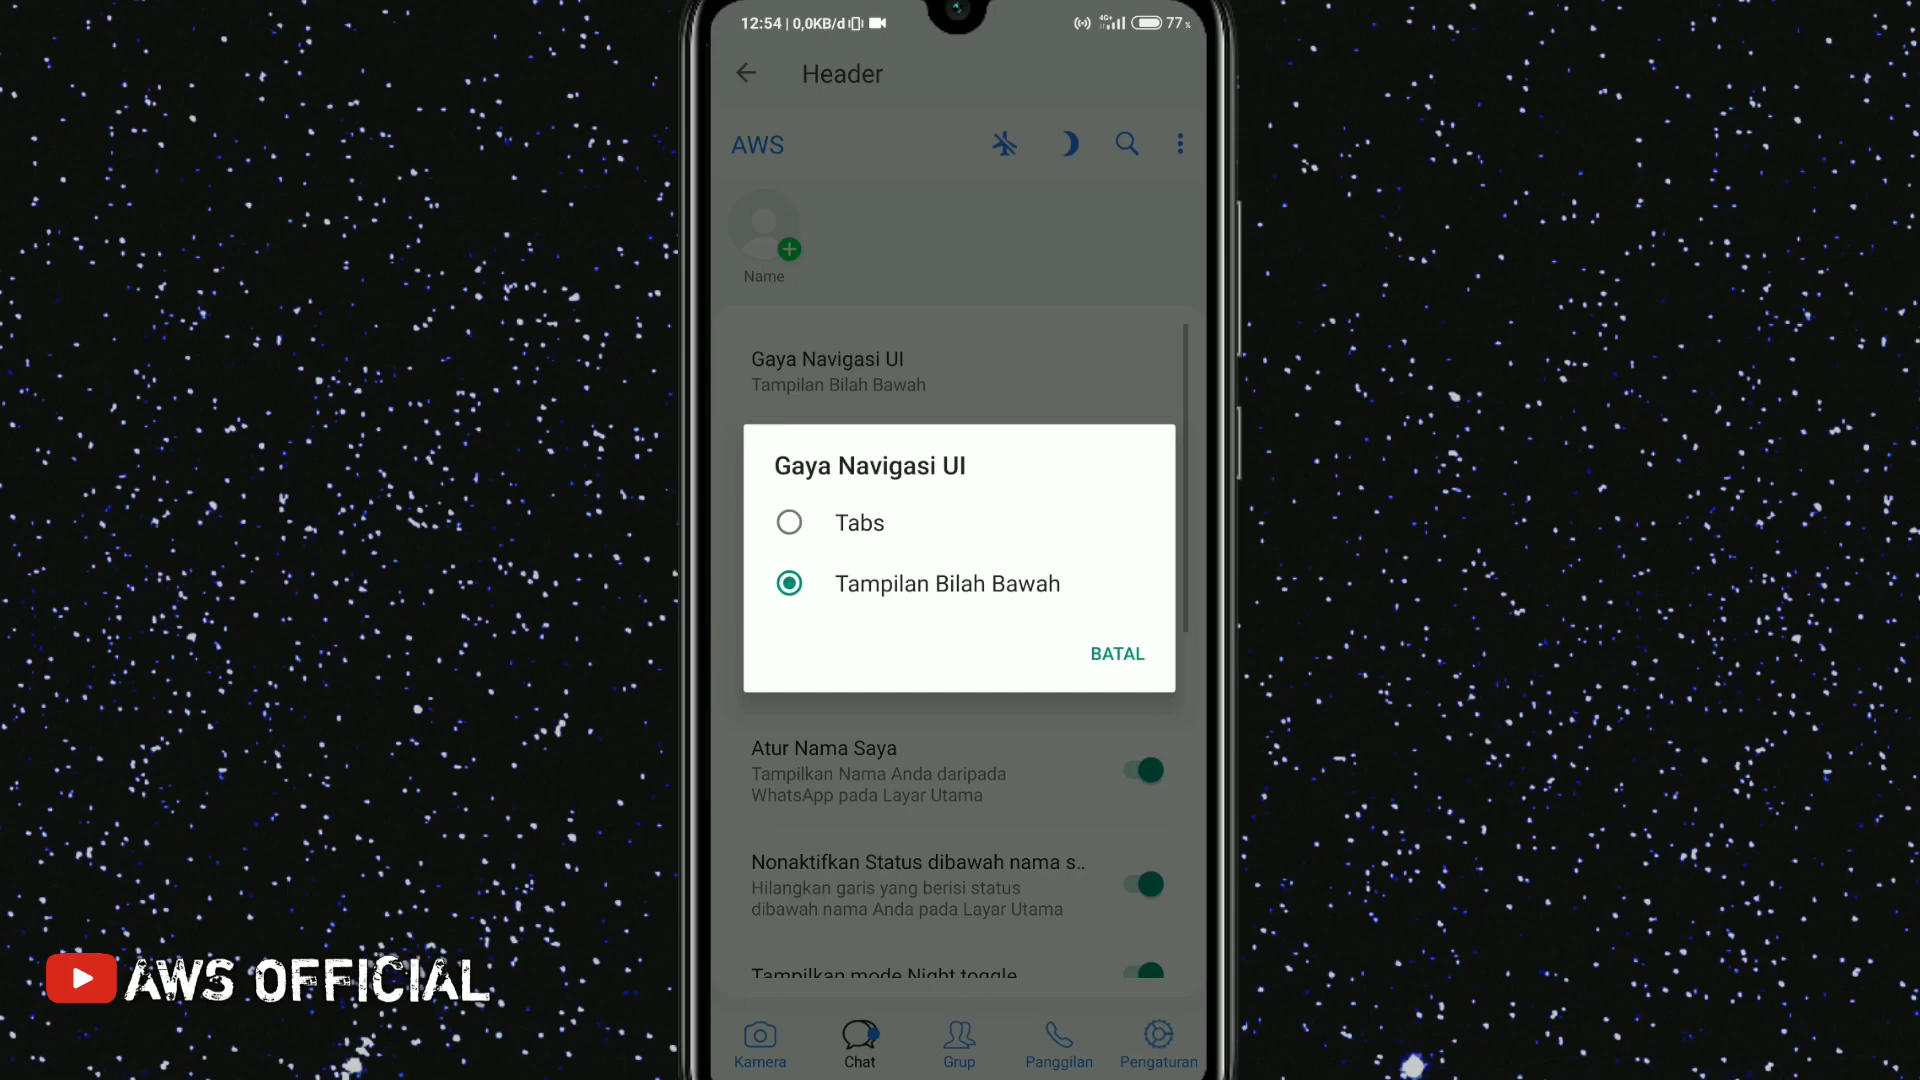 12:54 | 0,0KB/d
4G+
77%
Header
AWS
Name
Gaya Navigasi UI
Tampilan Bilah Bawah
Gaya Navigasi UI
Tabs
Tampilan Bilah Bawah
BATAL
Atur Nama Saya
Tampilkan Nama Anda daripada
WhatsApp pada Layar Utama
Nonaktifkan Status dibawah nama s..
Hilangkan garis yang berisi status
dibawah nama Anda pada Layar Utama
Tampilkan mode Night toggle
Kamera
Chat
Grup
Panggilan
Pengaturan
AWS OFFICIAL